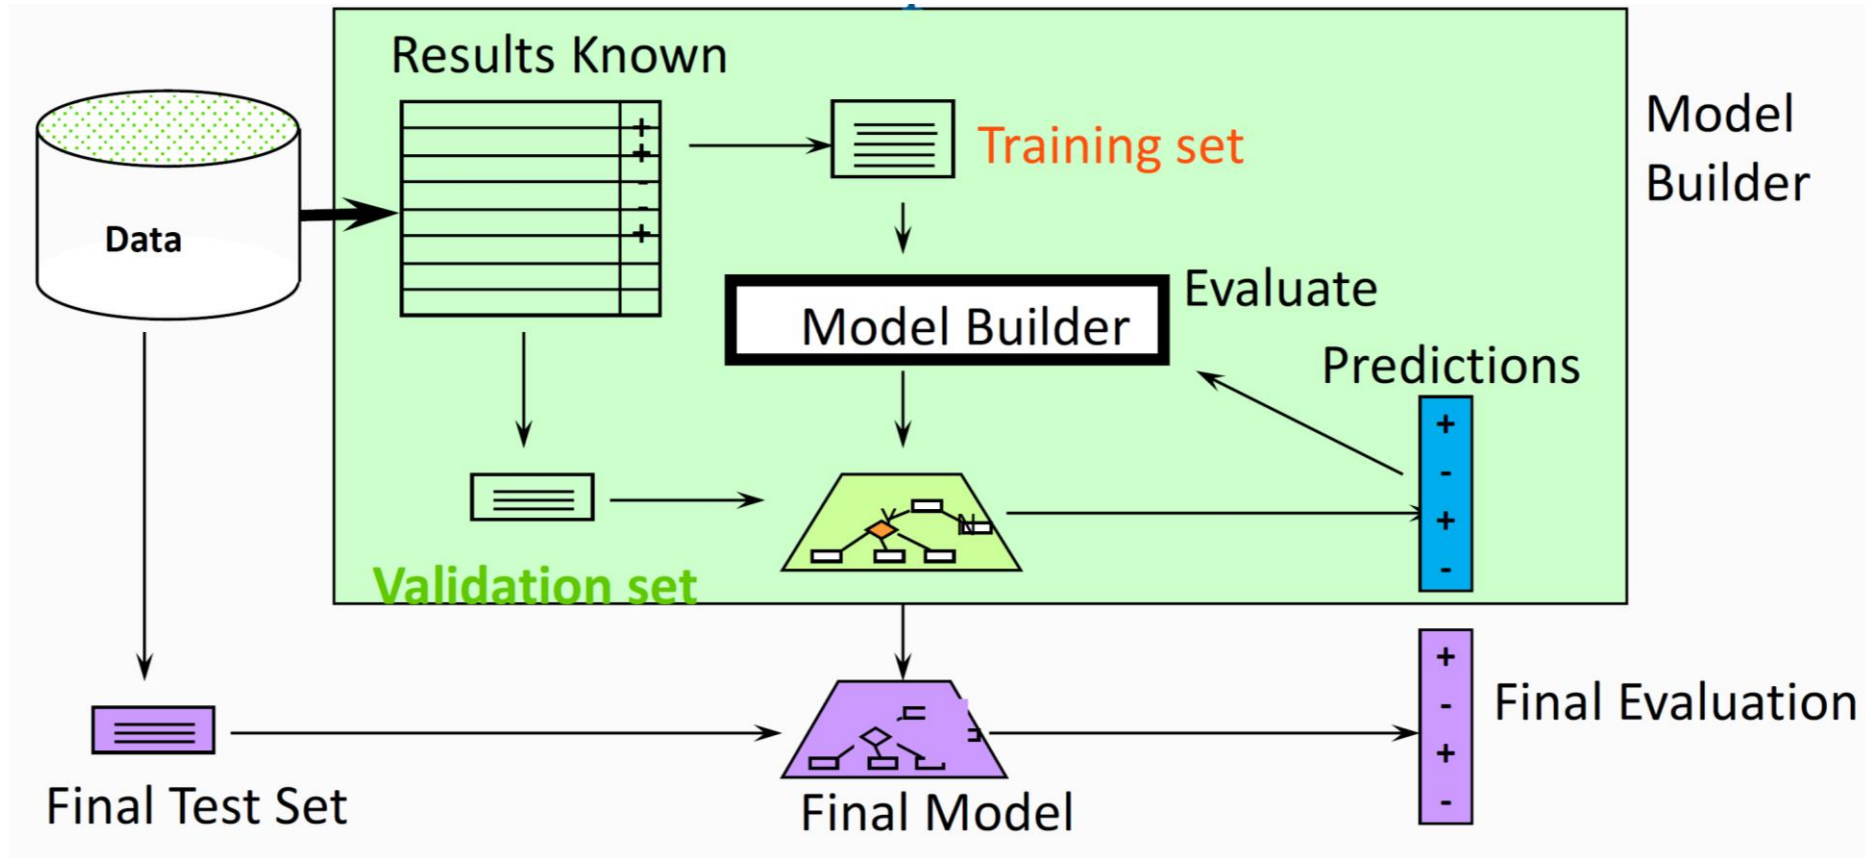 Results Known
+
+
-
-
+
Training set
Model
Builder
Data
Model Builder
Evaluate
Predictions
+
-
+
-
Y
N
Validation set
+
-
+
-
Final Evaluation
Final Test Set
Final Model